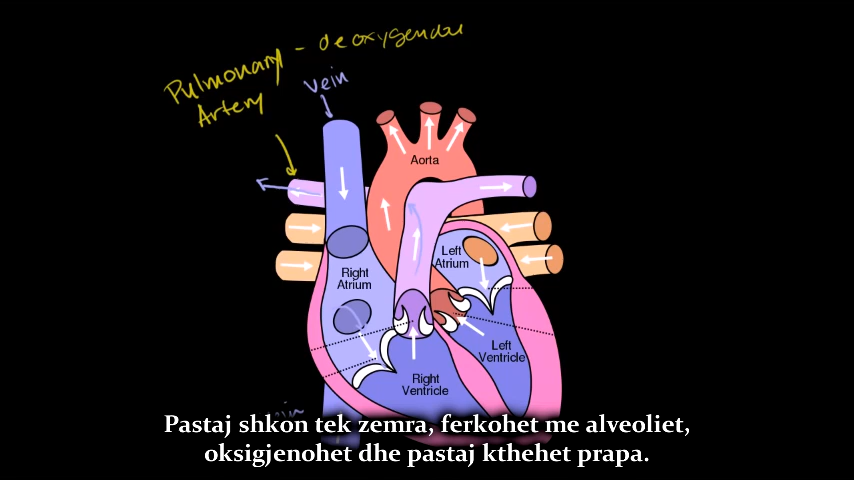 Pulmonary - deoxygenated
Artery
vein
Aorta
Left
Atrium
Right
Atrium
Left
Ventricle
Right
Ventricle
Pastaj shkon tek zemra, ferkohet me alveoliet,
oksigjenohet dhe pastaj kthehet prapa.